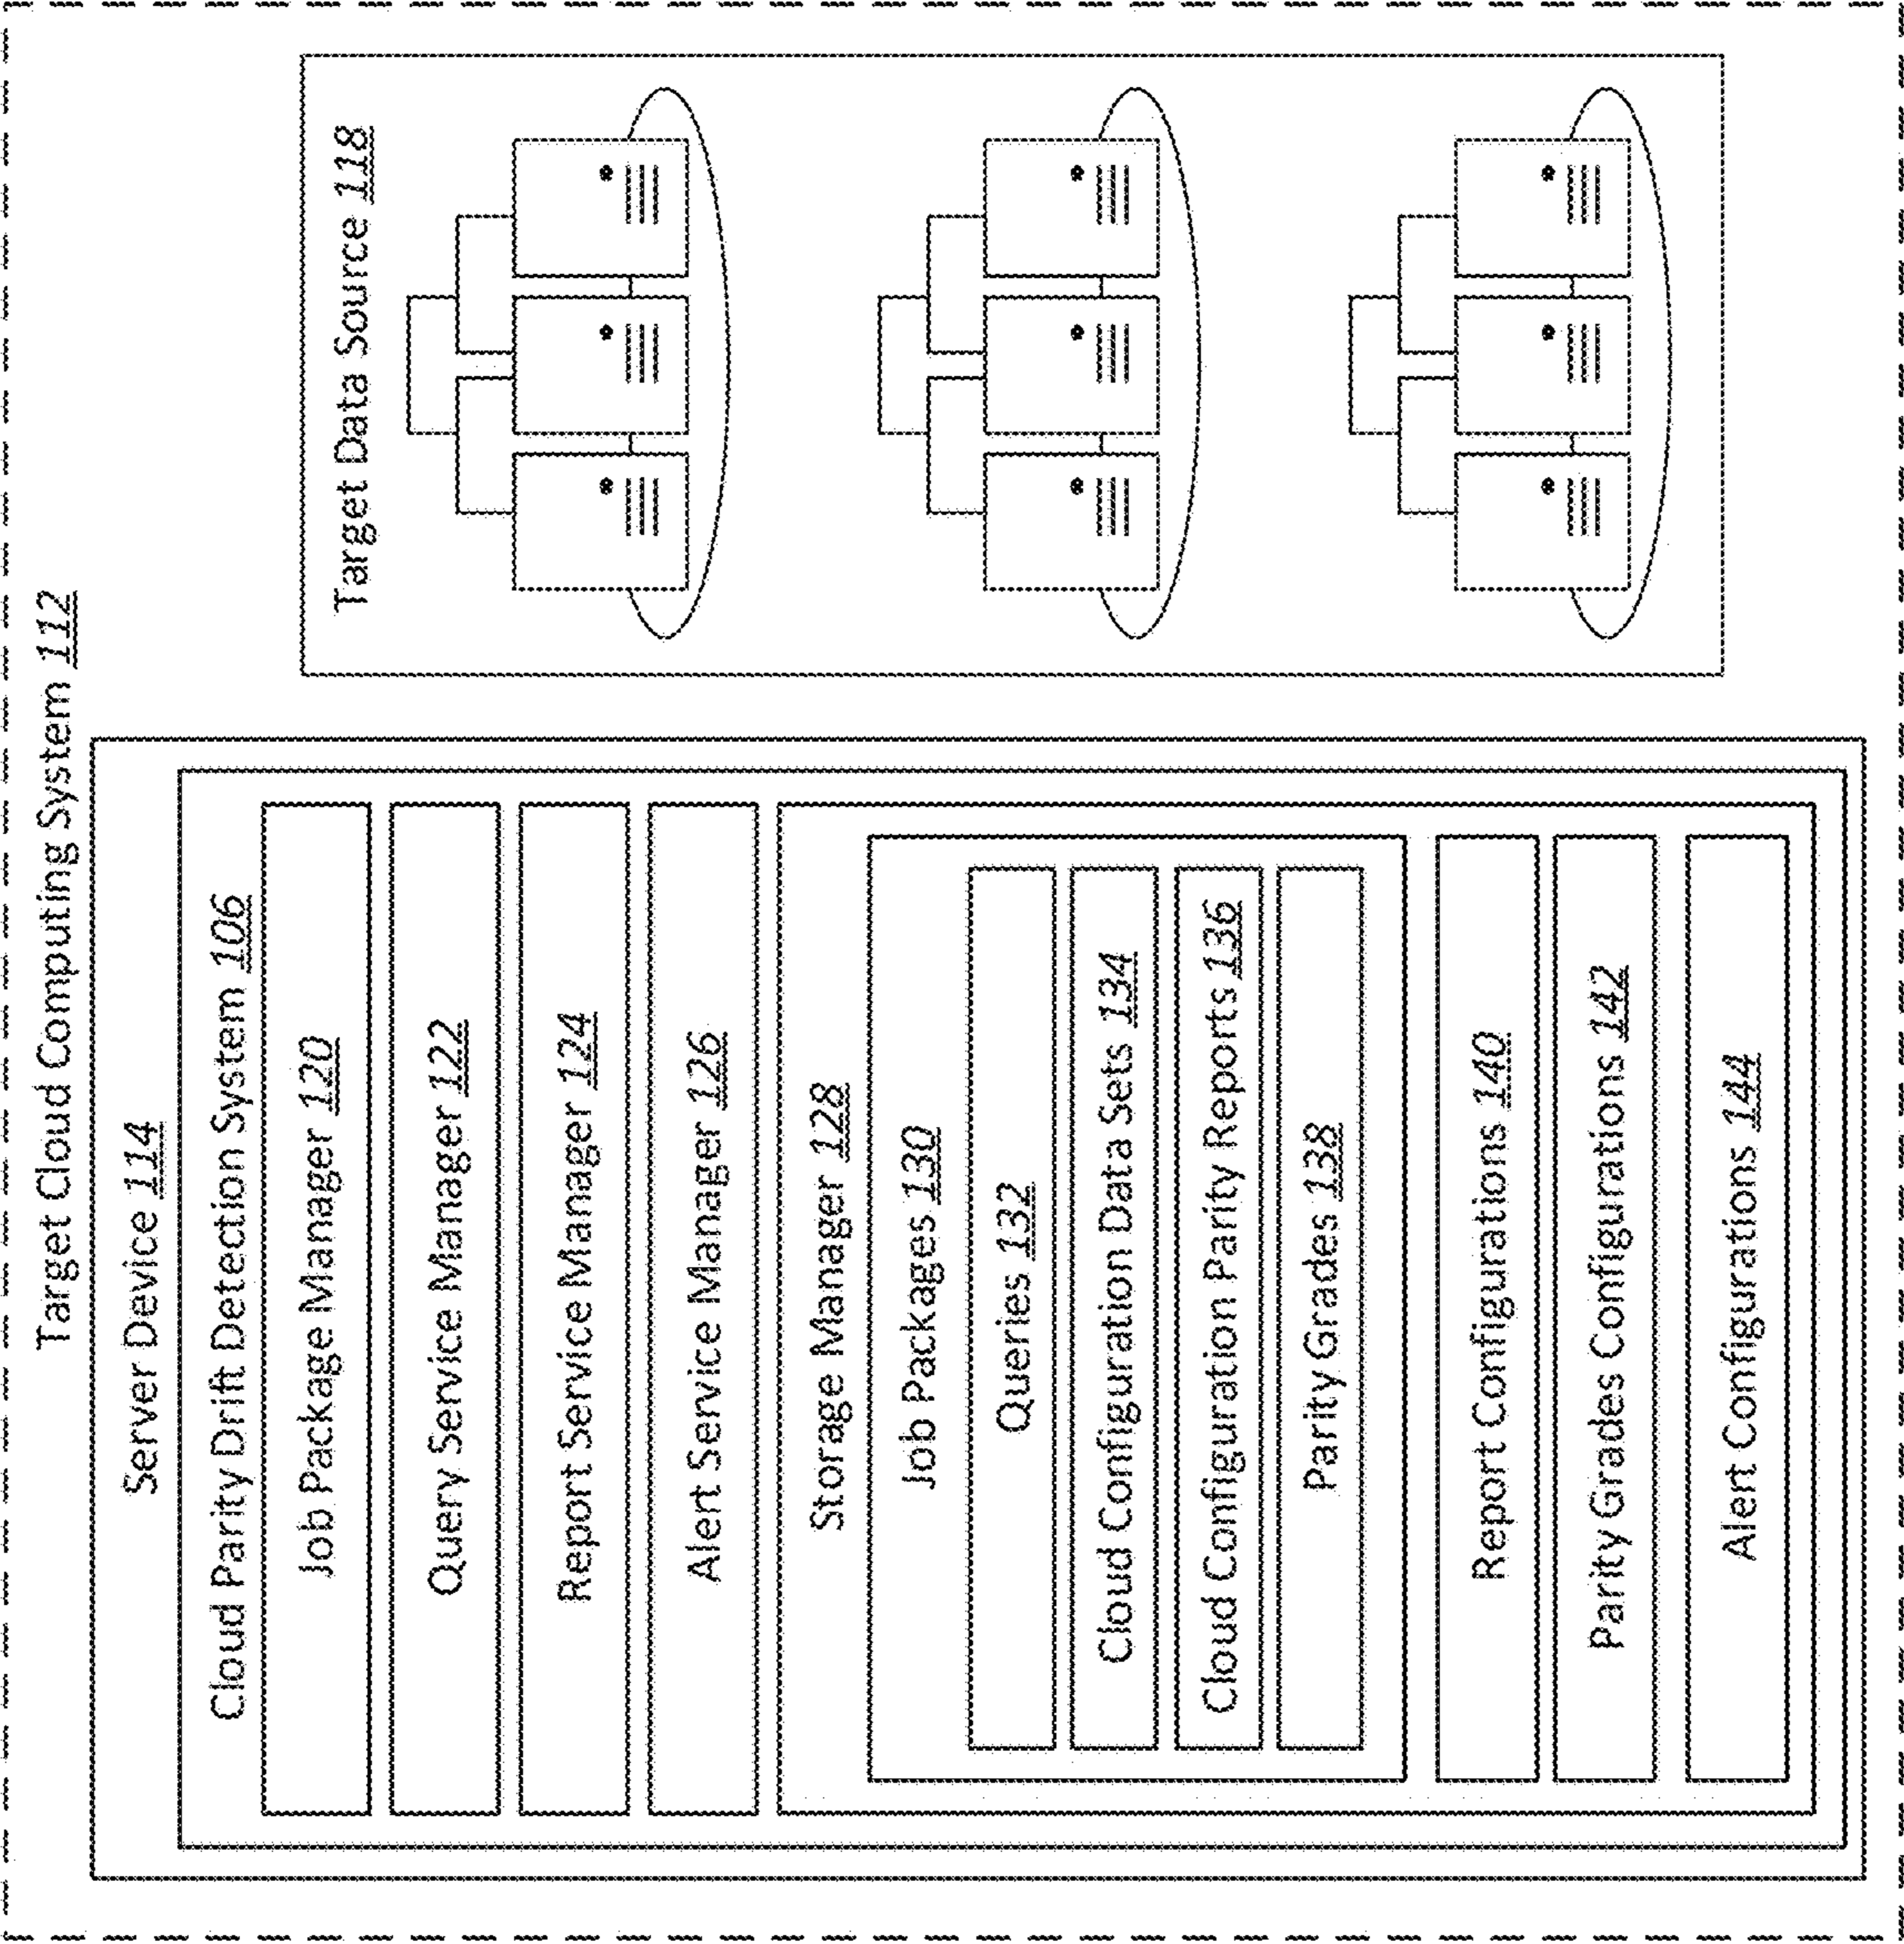 Target Cloud Computing System 112
Server Device 114
Cloud Parity Drift Detection System 106
Job Package Manager 120
Query Service Manager 122
Report Service Manager 124
Alert Service Manager 126
Storage Manager 128
Job Packages 130
Queries 132
Cloud Configuration Data Sets 134
Cloud Configuration Parity Reports 136
Parity Grades 138
Report Configurations 140
Parity Grades Configurations 142
Alert Configurations 144
Target Data Source 118